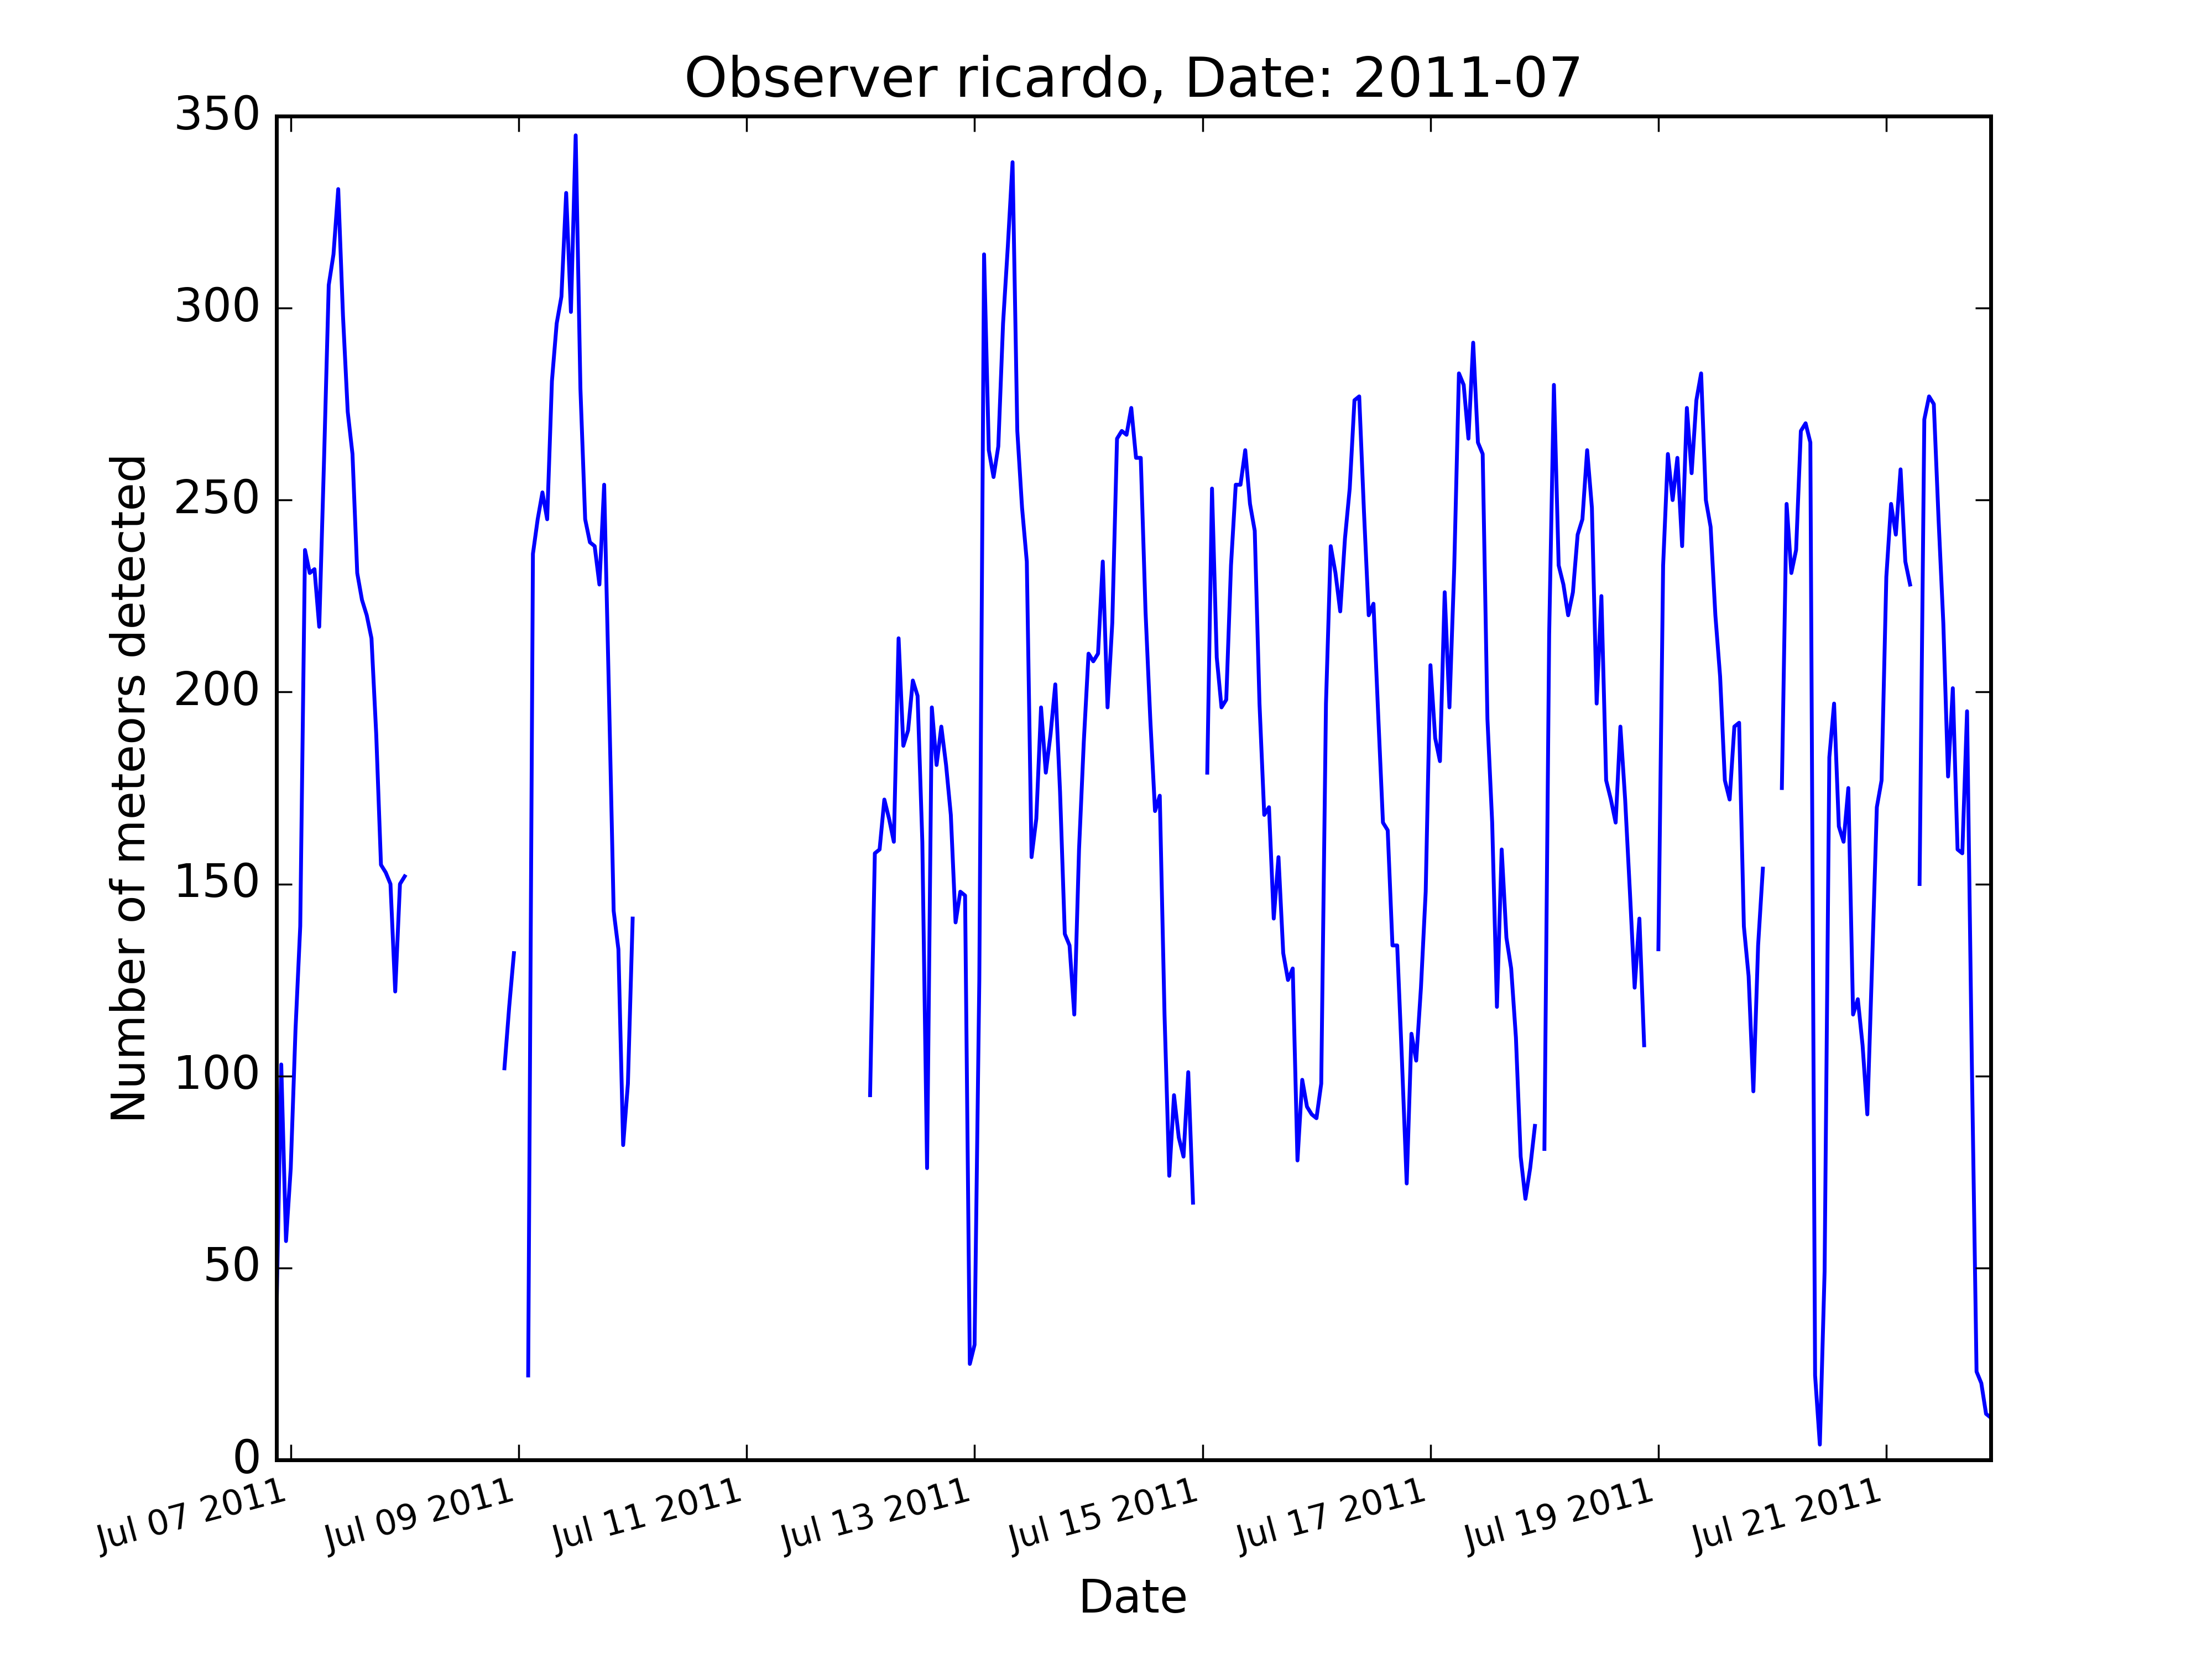 Observer ricardo, Date: 2011-07
350
300
250
200
150
100
50
0
Number of meteors detected
Jul 07 2011
Jul 09 2011
Jul 11 2011
Jul 13 2011
Jul 15 2011
Jul 17 2011
Jul 19 2011
Jul 21 2011
Date